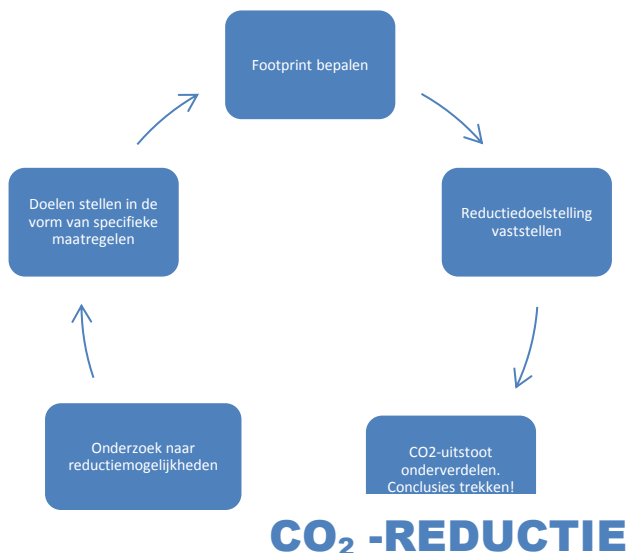 Footprint bepalen
Reductiedoelstelling
vaststellen
CO2-uitstoot
onderverdelen.
Conclusies trekken!
Onderzoek naar
reductiemogelijkheden
Doelen stellen in de
vorm van specifieke
maatregelen
CO₂ -REDUCTIE